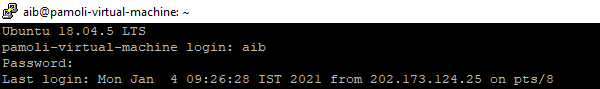 aib@pamoli-virtual-machine: ~
Ubuntu 18.04.5 LTS
pamoli-virtual-machine login: aib
Password:
Last login: Mon Jan  4 09:26:28 IST 2021 from 202.173.124.25 on pts/8